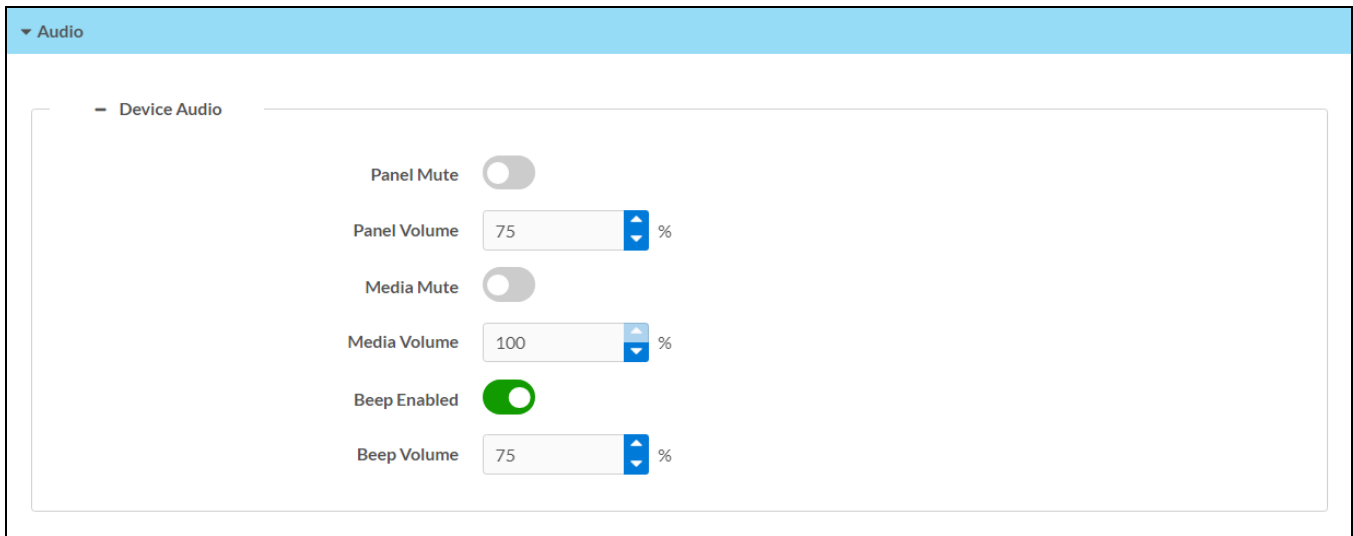 Audio
Device Audio
Panel Mute
Panel Volume 75 %
Media Mute
Media Volume 100 %
Beep Enabled
Beep Volume 75 %